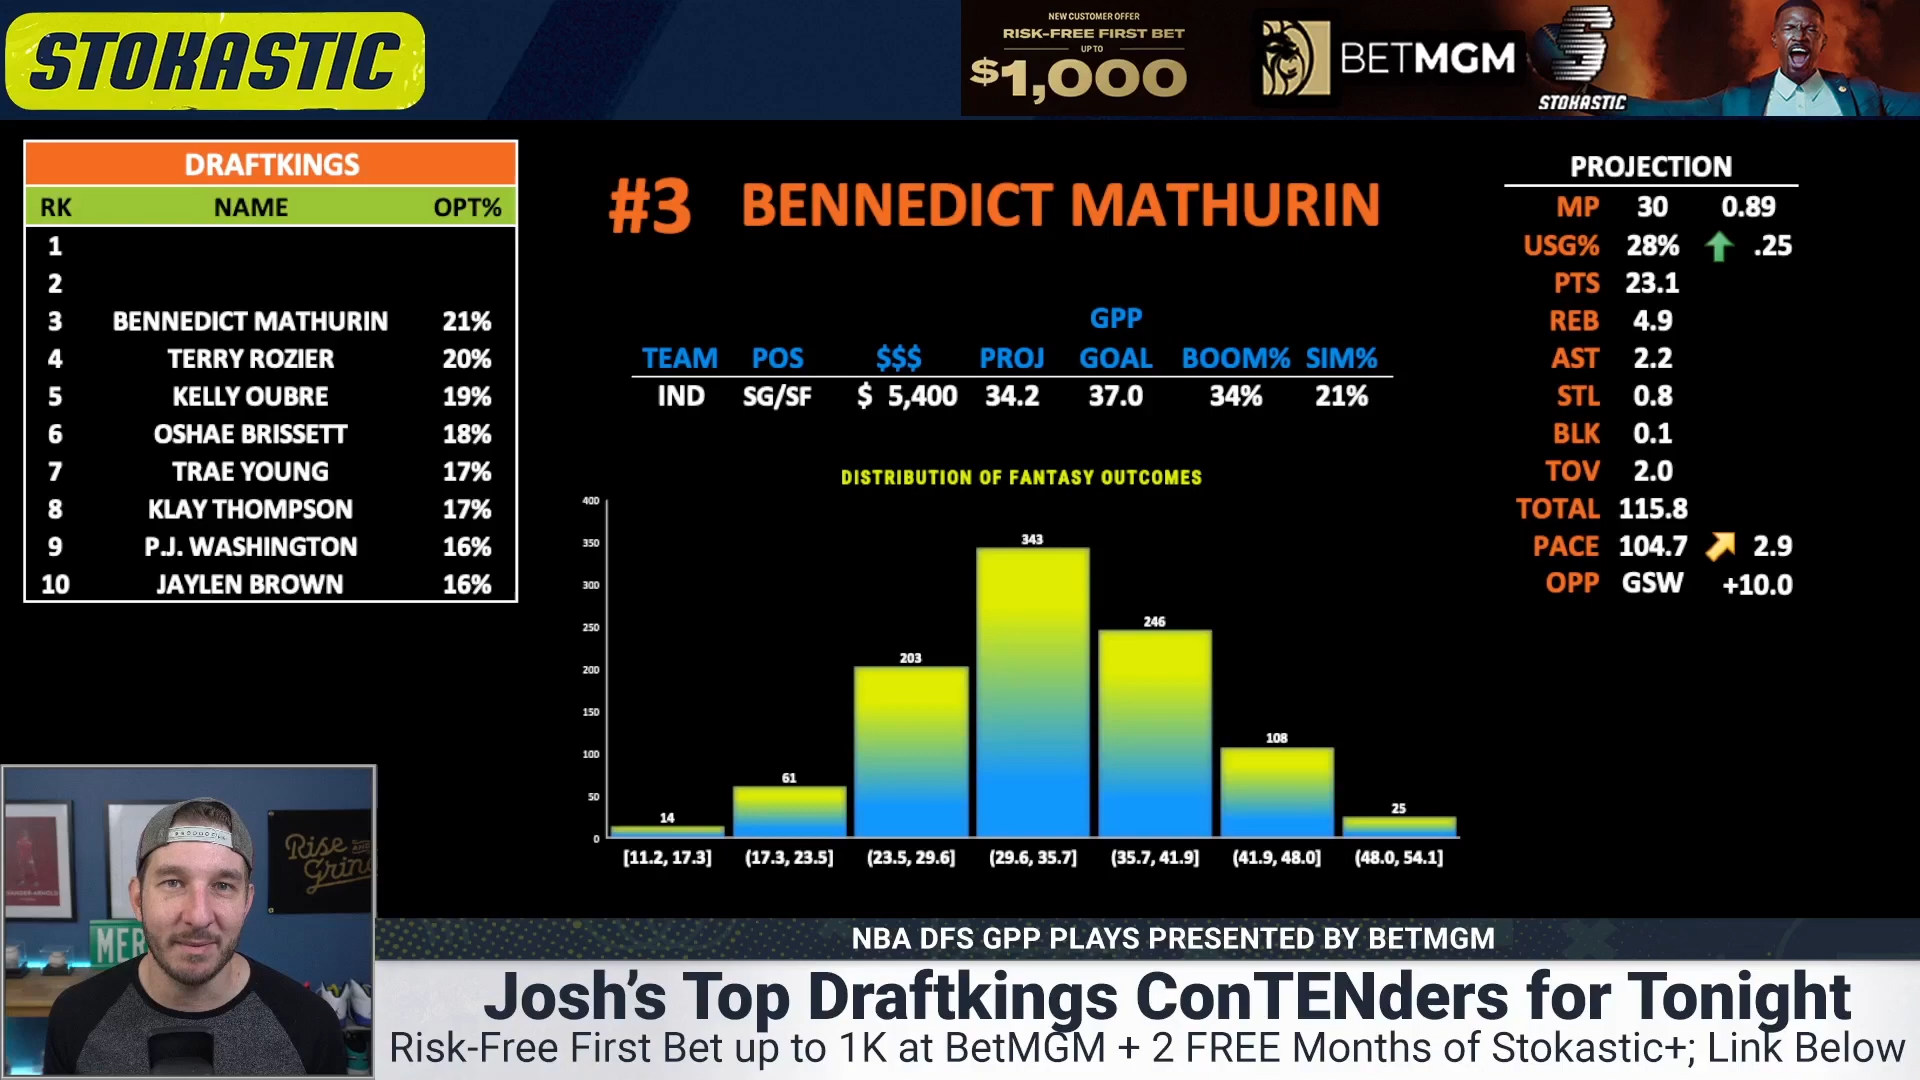 STOKASTIC
NEW CUSTOMER OFFER
RISK-FREE FIRST BET
UP TO
$1,000
BETMGM
STOKASTIC
DRAFTKINGS
RK NAME OPT%
1
2
3 BENNEDICT MATHURIN 21%
4 TERRY ROZIER 20%
5 KELLY OUBRE 19%
6 OSHAE BRISSETT 18%
7 TRAE YOUNG 17%
8 KLAY THOMPSON 17%
9 P.J. WASHINGTON 16%
10 JAYLEN BROWN 16%
#3 BENNEDICT MATHURIN
GPP
TEAM POS $$$ PROJ GOAL BOOM% SIM%
IND SG/SF $ 5,400 34.2 37.0 34% 21%
DISTRIBUTION OF FANTASY OUTCOMES
400
350
300
250
200
150
100
50
0
14
61
203
343
246
108
25
[11.2, 17.3] (17.3, 23.5] (23.5, 29.6] (29.6, 35.7] (35.7, 41.9] (41.9, 48.0] (48.0, 54.1]
PROJECTION
MP 30 0.89
USG% 28% .25
PTS 23.1
REB 4.9
AST 2.2
STL 0.8
BLK 0.1
TOV 2.0
TOTAL 115.8
PACE 104.7 2.9
OPP GSW +10.0
Rise AND
Grind
MER
NBA DFS GPP PLAYS PRESENTED BY BETMGM
Josh's Top Draftkings ConTENders for Tonight
Risk-Free First Bet up to 1K at BetMGM + 2 FREE Months of Stokastic+; Link Below